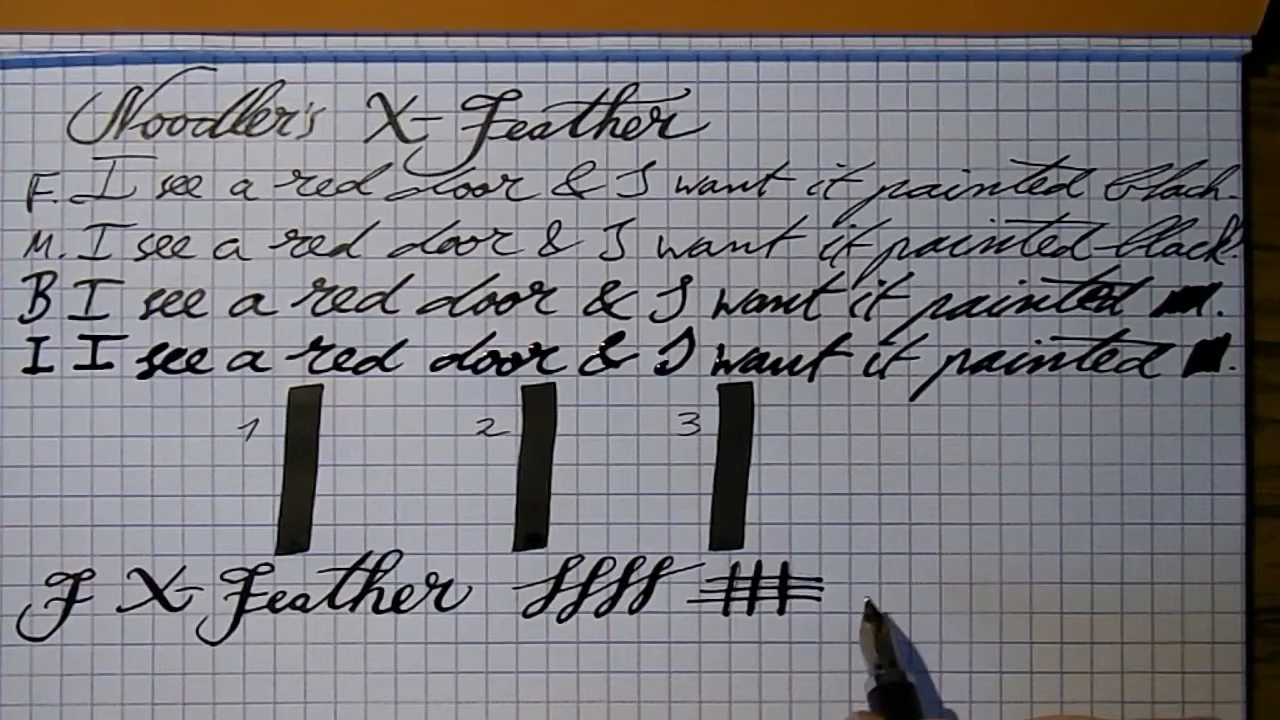 Noodler's X-Feather
F. I see a red door & I want it painted black.
M. I see a red door & I want it painted black.
B I see a red door & I want it painted
I I see a red door & I want it painted
1 2 3
F X-Feather